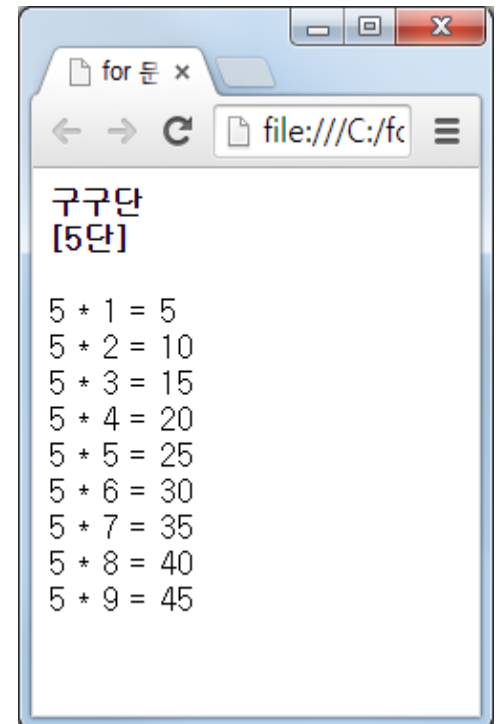 for 문
file:///C:/fc
구구단
[5단]
5 * 1 = 5
5 * 2 = 10
5 * 3 = 15
5 * 4 = 20
5 * 5 = 25
5 * 6 = 30
5 * 7 = 35
5 * 8 = 40
5 * 9 = 45